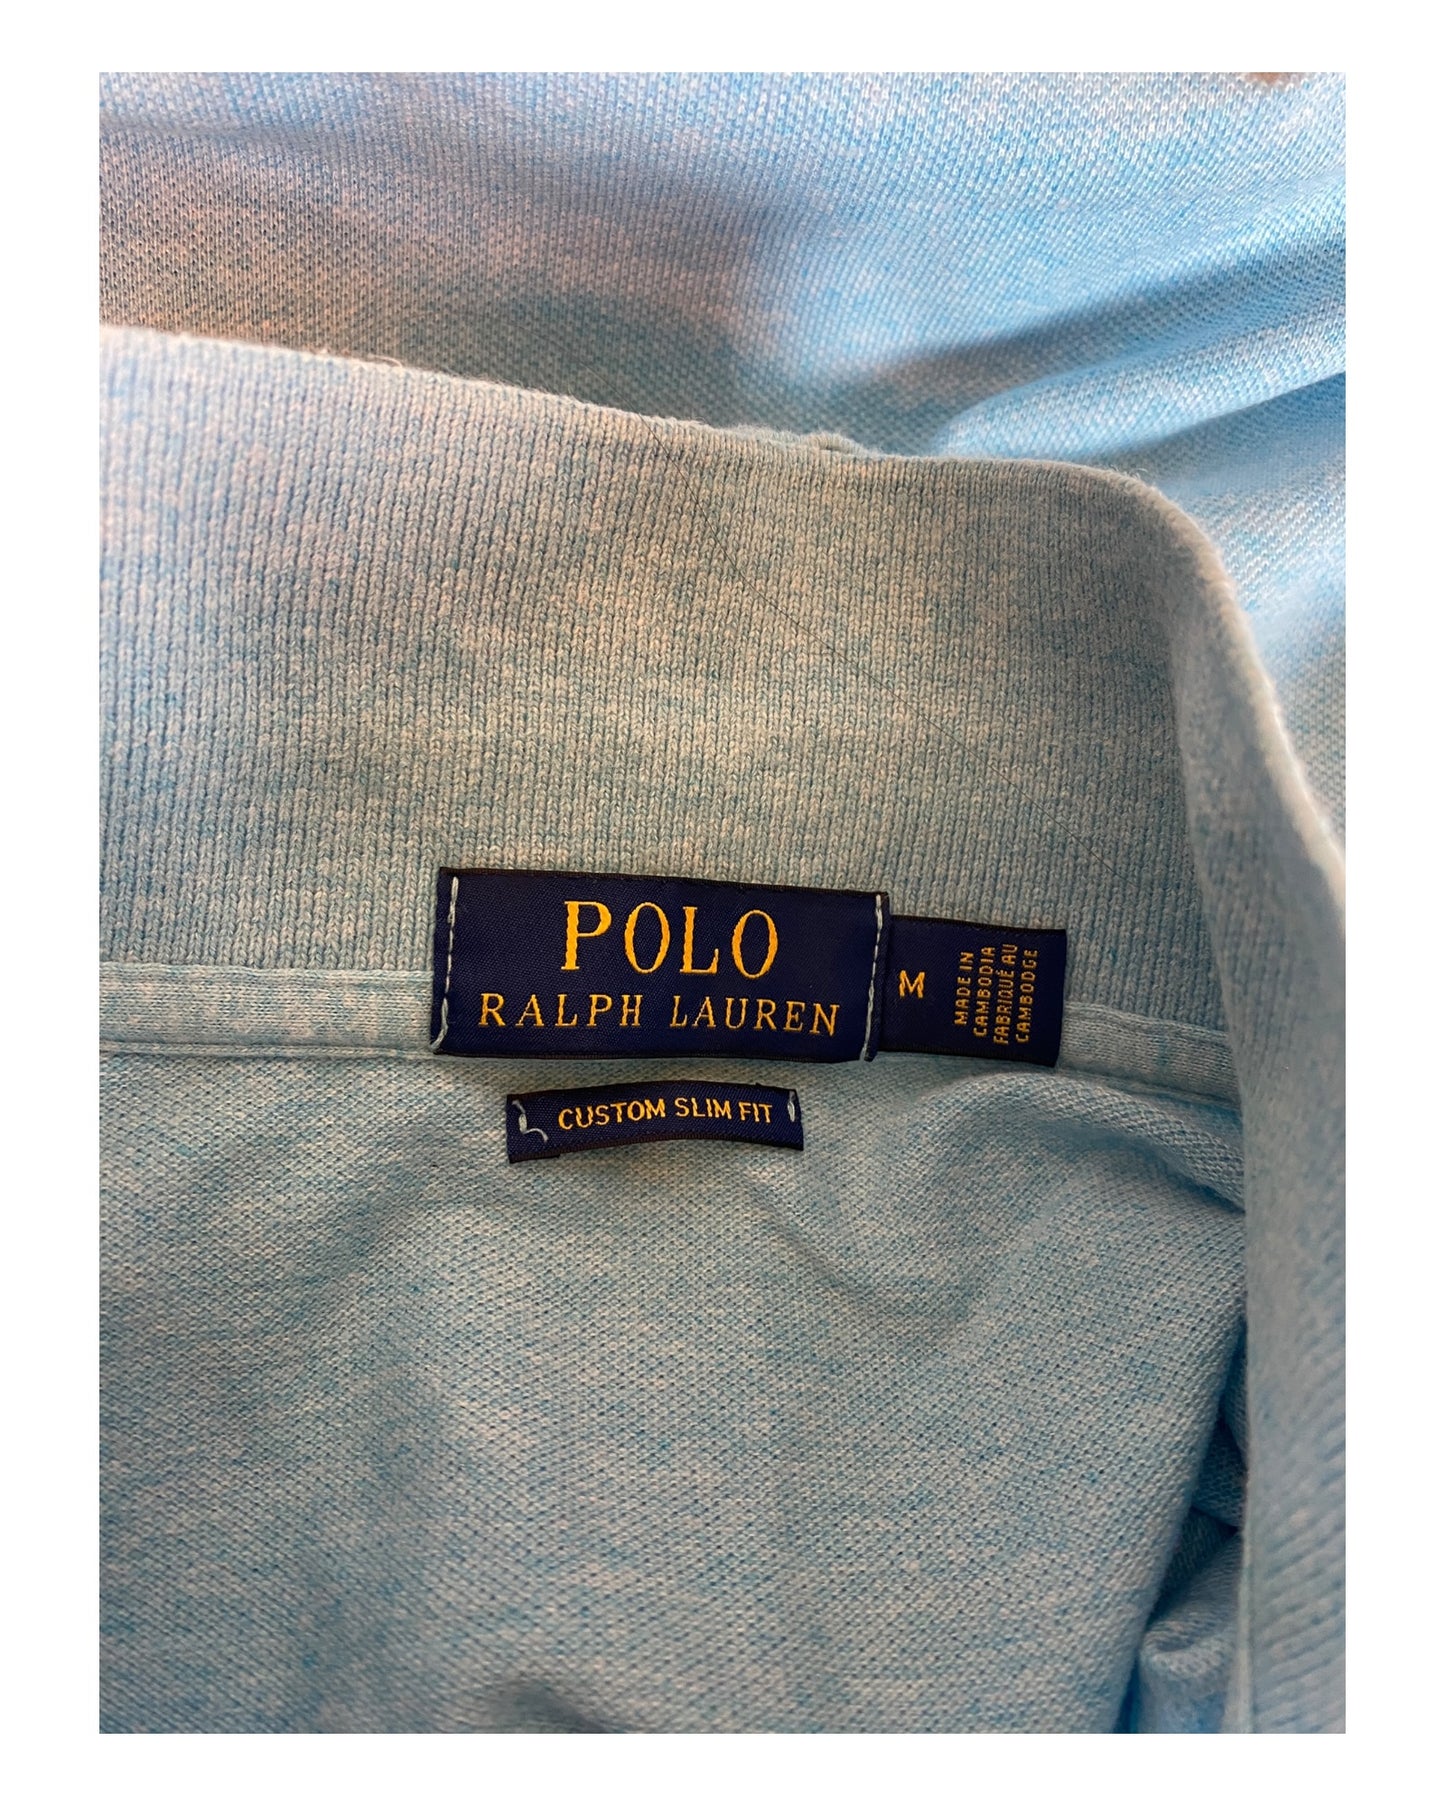 POLO
RALPH LAUREN
M
MADE IN
CAMBODIA
FABRIQUÉ AU
CAMBODGE
CUSTOM SLIM FIT